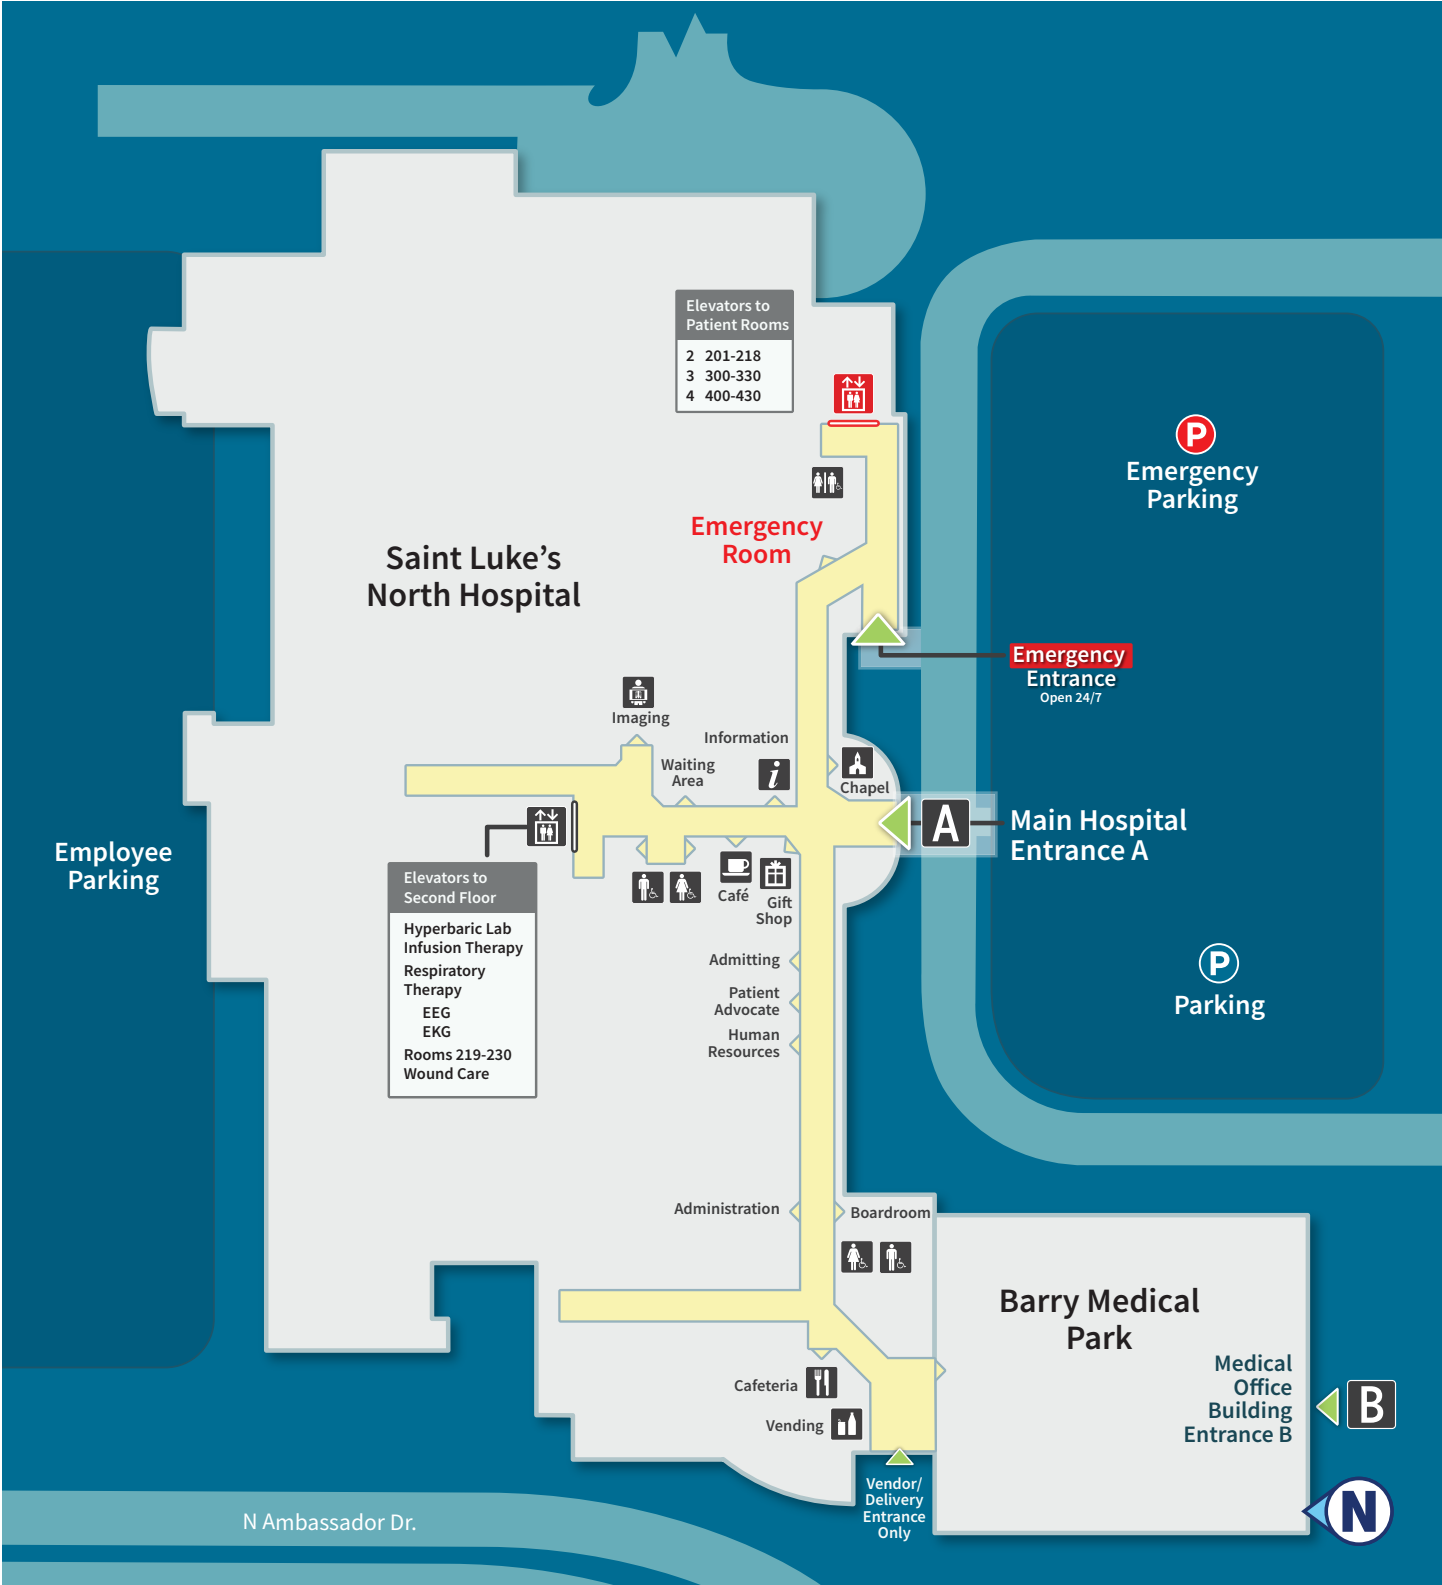 Elevators to
Patient Rooms
2 201-218
3 300-330
4 400-430
P
Emergency
Parking
Emergency
Room
Saint Luke’s
North Hospital
Emergency
Entrance
Open 24/7
Imaging
Information
Waiting
Area
i
Chapel
A
Main Hospital
Entrance A
Employee
Parking
Elevators to
Second Floor
Hyperbaric Lab
Infusion Therapy
Respiratory
Therapy
EEG
EKG
Rooms 219-230
Wound Care
Café
Gift
Shop
Admitting
Patient
Advocate
Human
Resources
P
Parking
Administration
Boardroom
Barry Medical
Park
Medical
Office
Building
Entrance B
B
Cafeteria
Vending
Vendor/
Delivery
Entrance
Only
N
N Ambassador Dr.